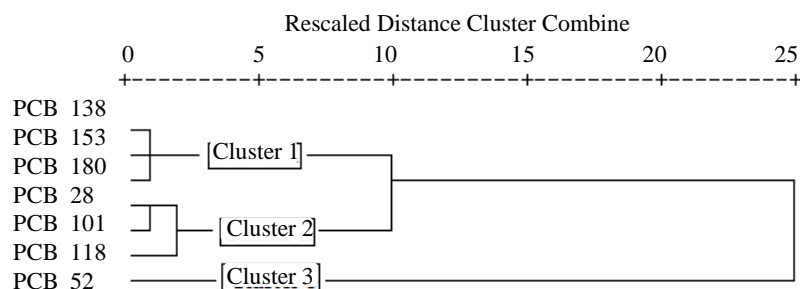 Rescaled Distance Cluster Combine
0 5 10 15 20 25
PCB 138
PCB 153
PCB 180
Cluster 1
PCB 28
PCB 101
Cluster 2
PCB 118
PCB 52
Cluster 3